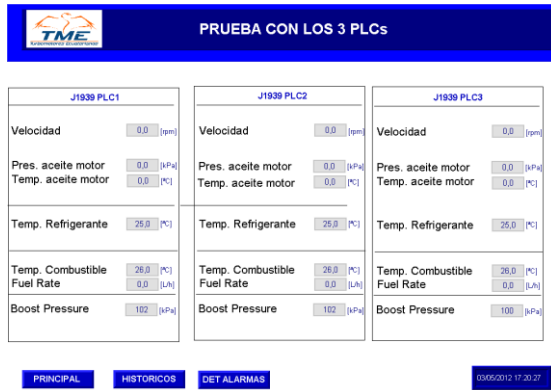 TME
PRUEBA CON LOS 3 PLCs
J1939 PLC1
Velocidad 0,0 [rpm]
Pres. aceite motor 0,0 [kPa]
Temp. aceite motor 0,0 [ºC]
Temp. Refrigerante 25,0 [ºC]
Temp. Combustible 26,0 [ºC]
Fuel Rate 0,0 [L/h]
Boost Pressure 102 [kPa]
J1939 PLC2
Velocidad 0,0 [rpm]
Pres. aceite motor 0,0 [kPa]
Temp. aceite motor 0,0 [ºC]
Temp. Refrigerante 25,0 [ºC]
Temp. Combustible 26,0 [ºC]
Fuel Rate 0,0 [L/h]
Boost Pressure 102 [kPa]
J1939 PLC3
Velocidad 0,0 [rpm]
Pres. aceite motor 0,0 [kPa]
Temp. aceite motor 0,0 [ºC]
Temp. Refrigerante 25,0 [ºC]
Temp. Combustible 26,0 [ºC]
Fuel Rate 0,0 [L/h]
Boost Pressure 100 [kPa]
PRINCIPAL HISTORICOS DET ALARMAS 03/05/2012 17:20:27